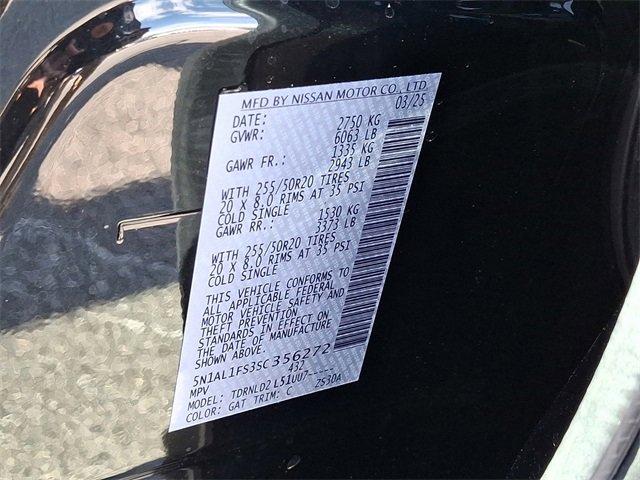 MFD BY NISSAN MOTOR CO., LTD
DATE: 03/25
GVWR: 2750 KG
6063 LB
GAWR FR.: 1335 KG
2943 LB
WITH 255/50R20 TIRES
20 X 8.0 RIMS AT 35 PSI
COLD SINGLE
GAWR RR.: 1530 KG
3373 LB
WITH 255/50R20 TIRES
20 X 8.0 RIMS AT 35 PSI
COLD SINGLE
THIS VEHICLE CONFORMS TO
ALL APPLICABLE FEDERAL
MOTOR VEHICLE SAFETY AND
THEFT PREVENTION
STANDARDS IN EFFECT ON
THE DATE OF MANUFACTURE
SHOWN ABOVE.
5N1AL1FS3SC356272
MPV 432
MODEL: TDRNLD2 L51UU7-----
COLOR: GAT TRIM: C ZS30A